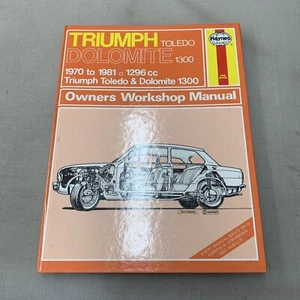 TRIUMPH TOLEDO
DOLOMITE 1300
Haynes
1970 to 1981 □ 1296 cc
Triumph Toledo & Dolomite 1300
Owners Workshop Manual